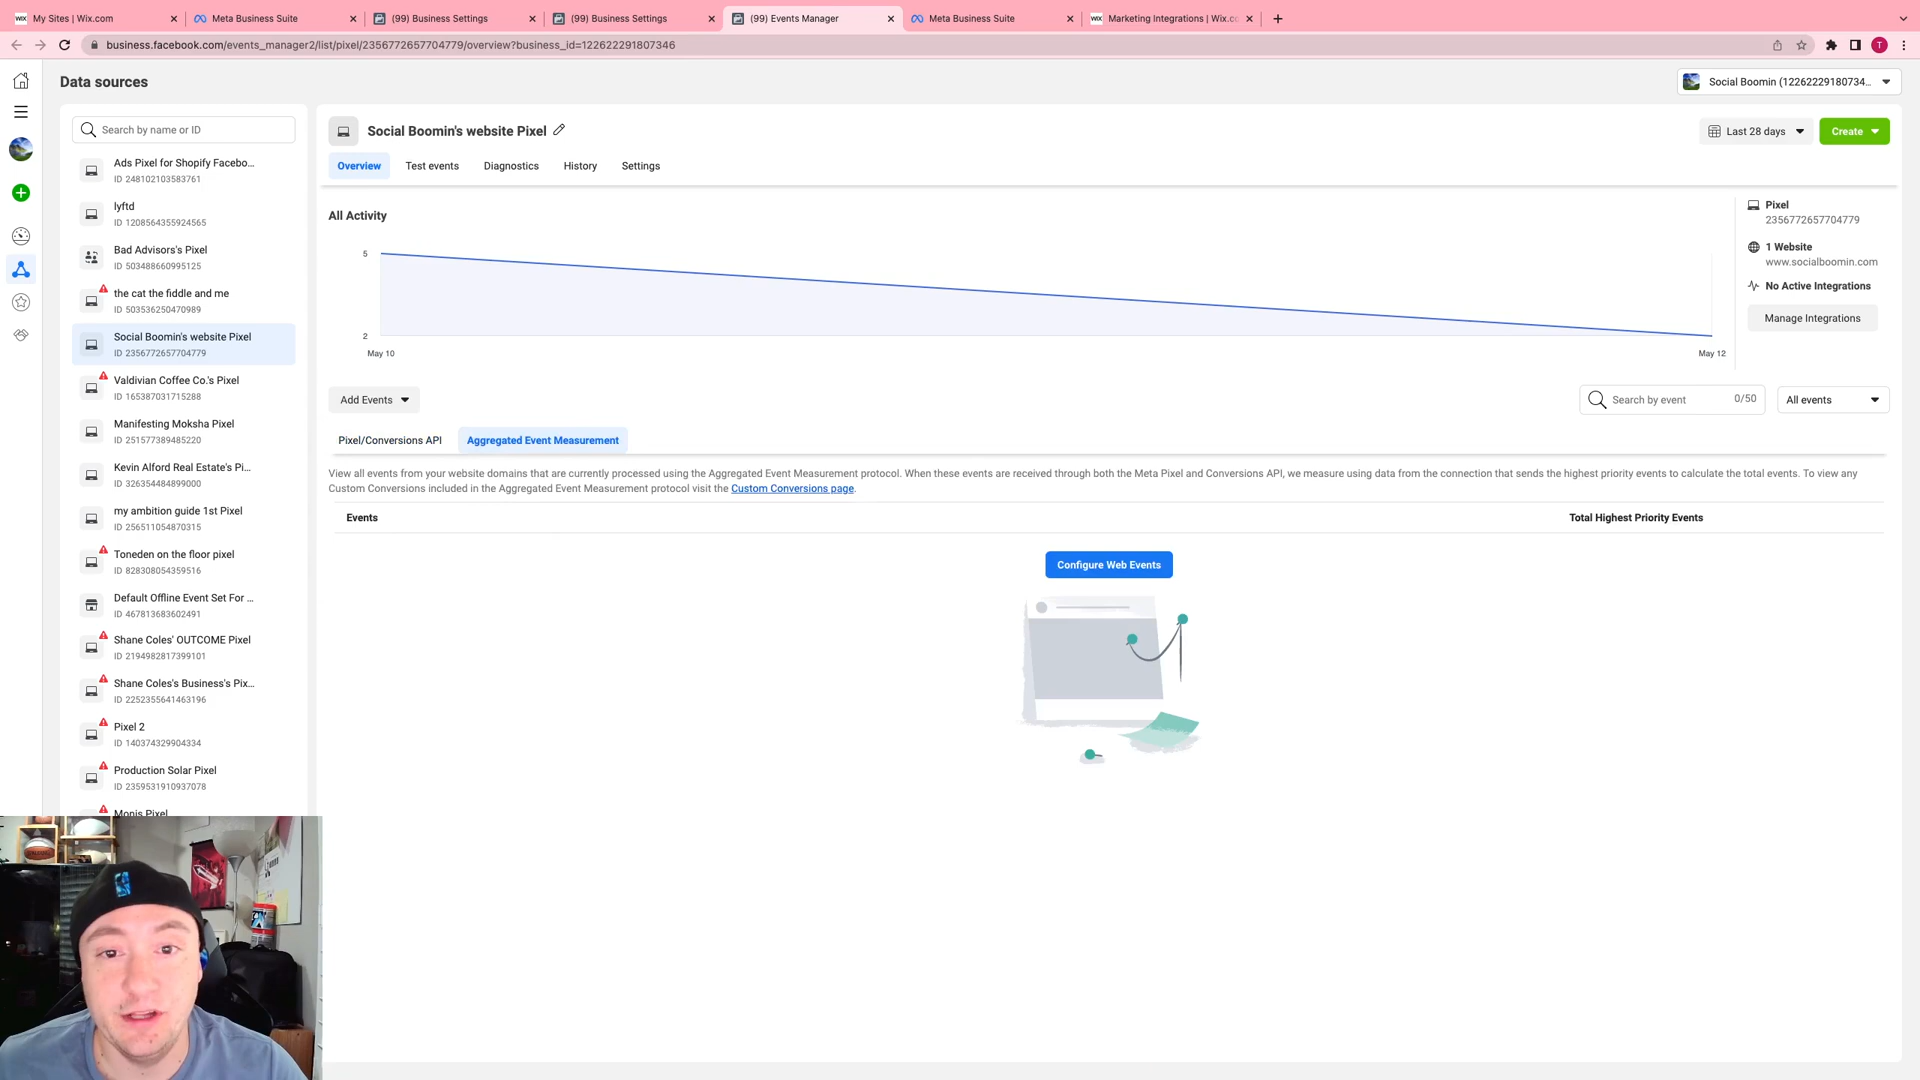 My Sites | Wix.com
Meta Business Suite
(99) Business Settings
(99) Business Settings
(99) Events Manager
Meta Business Suite
Marketing Integrations | Wix.co
business.facebook.com/events_manager2/list/pixel/2356772657704779/overview?business_id=122622291807346
T
Data sources
Social Boomin (12262229180734...
Search by name or ID
Ads Pixel for Shopify Facebo...
ID 248102103583761
lyftd
ID 1208564355924565
Bad Advisors's Pixel
ID 503488660995125
the cat the fiddle and me
ID 503536250470989
Social Boomin's website Pixel
ID 2356772657704779
Valdivian Coffee Co.'s Pixel
ID 165387031715288
Manifesting Moksha Pixel
ID 251577389485220
Kevin Alford Real Estate's Pi...
ID 326354484899000
my ambition guide 1st Pixel
ID 256511054870315
Toneden on the floor pixel
ID 828308054359516
Default Offline Event Set For ...
ID 467813683602491
Shane Coles' OUTCOME Pixel
ID 2194982817399101
Shane Coles's Business's Pix...
ID 2252355641463196
Pixel 2
ID 140374329904334
Production Solar Pixel
ID 2359531910937078
Monis Pixel
Social Boomin's website Pixel
Last 28 days
Create
Overview
Test events
Diagnostics
History
Settings
All Activity
5
2
May 10
May 12
Pixel
2356772657704779
1 Website
www.socialboomin.com
No Active Integrations
Manage Integrations
Add Events
Search by event
0/50
All events
Pixel/Conversions API
Aggregated Event Measurement
View all events from your website domains that are currently processed using the Aggregated Event Measurement protocol. When these events are received through both the Meta Pixel and Conversions API, we measure using data from the connection that sends the highest priority events to calculate the total events. To view any
Custom Conversions included in the Aggregated Event Measurement protocol visit the Custom Conversions page.
Events
Total Highest Priority Events
Configure Web Events